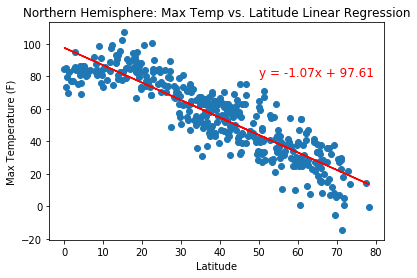 Northern Hemisphere: Max Temp vs. Latitude Linear Regression
100
80
60
40
20
0
−20
Max Temperature (F)
y = -1.07x + 97.61
0 10 20 30 40 50 60 70 80
Latitude